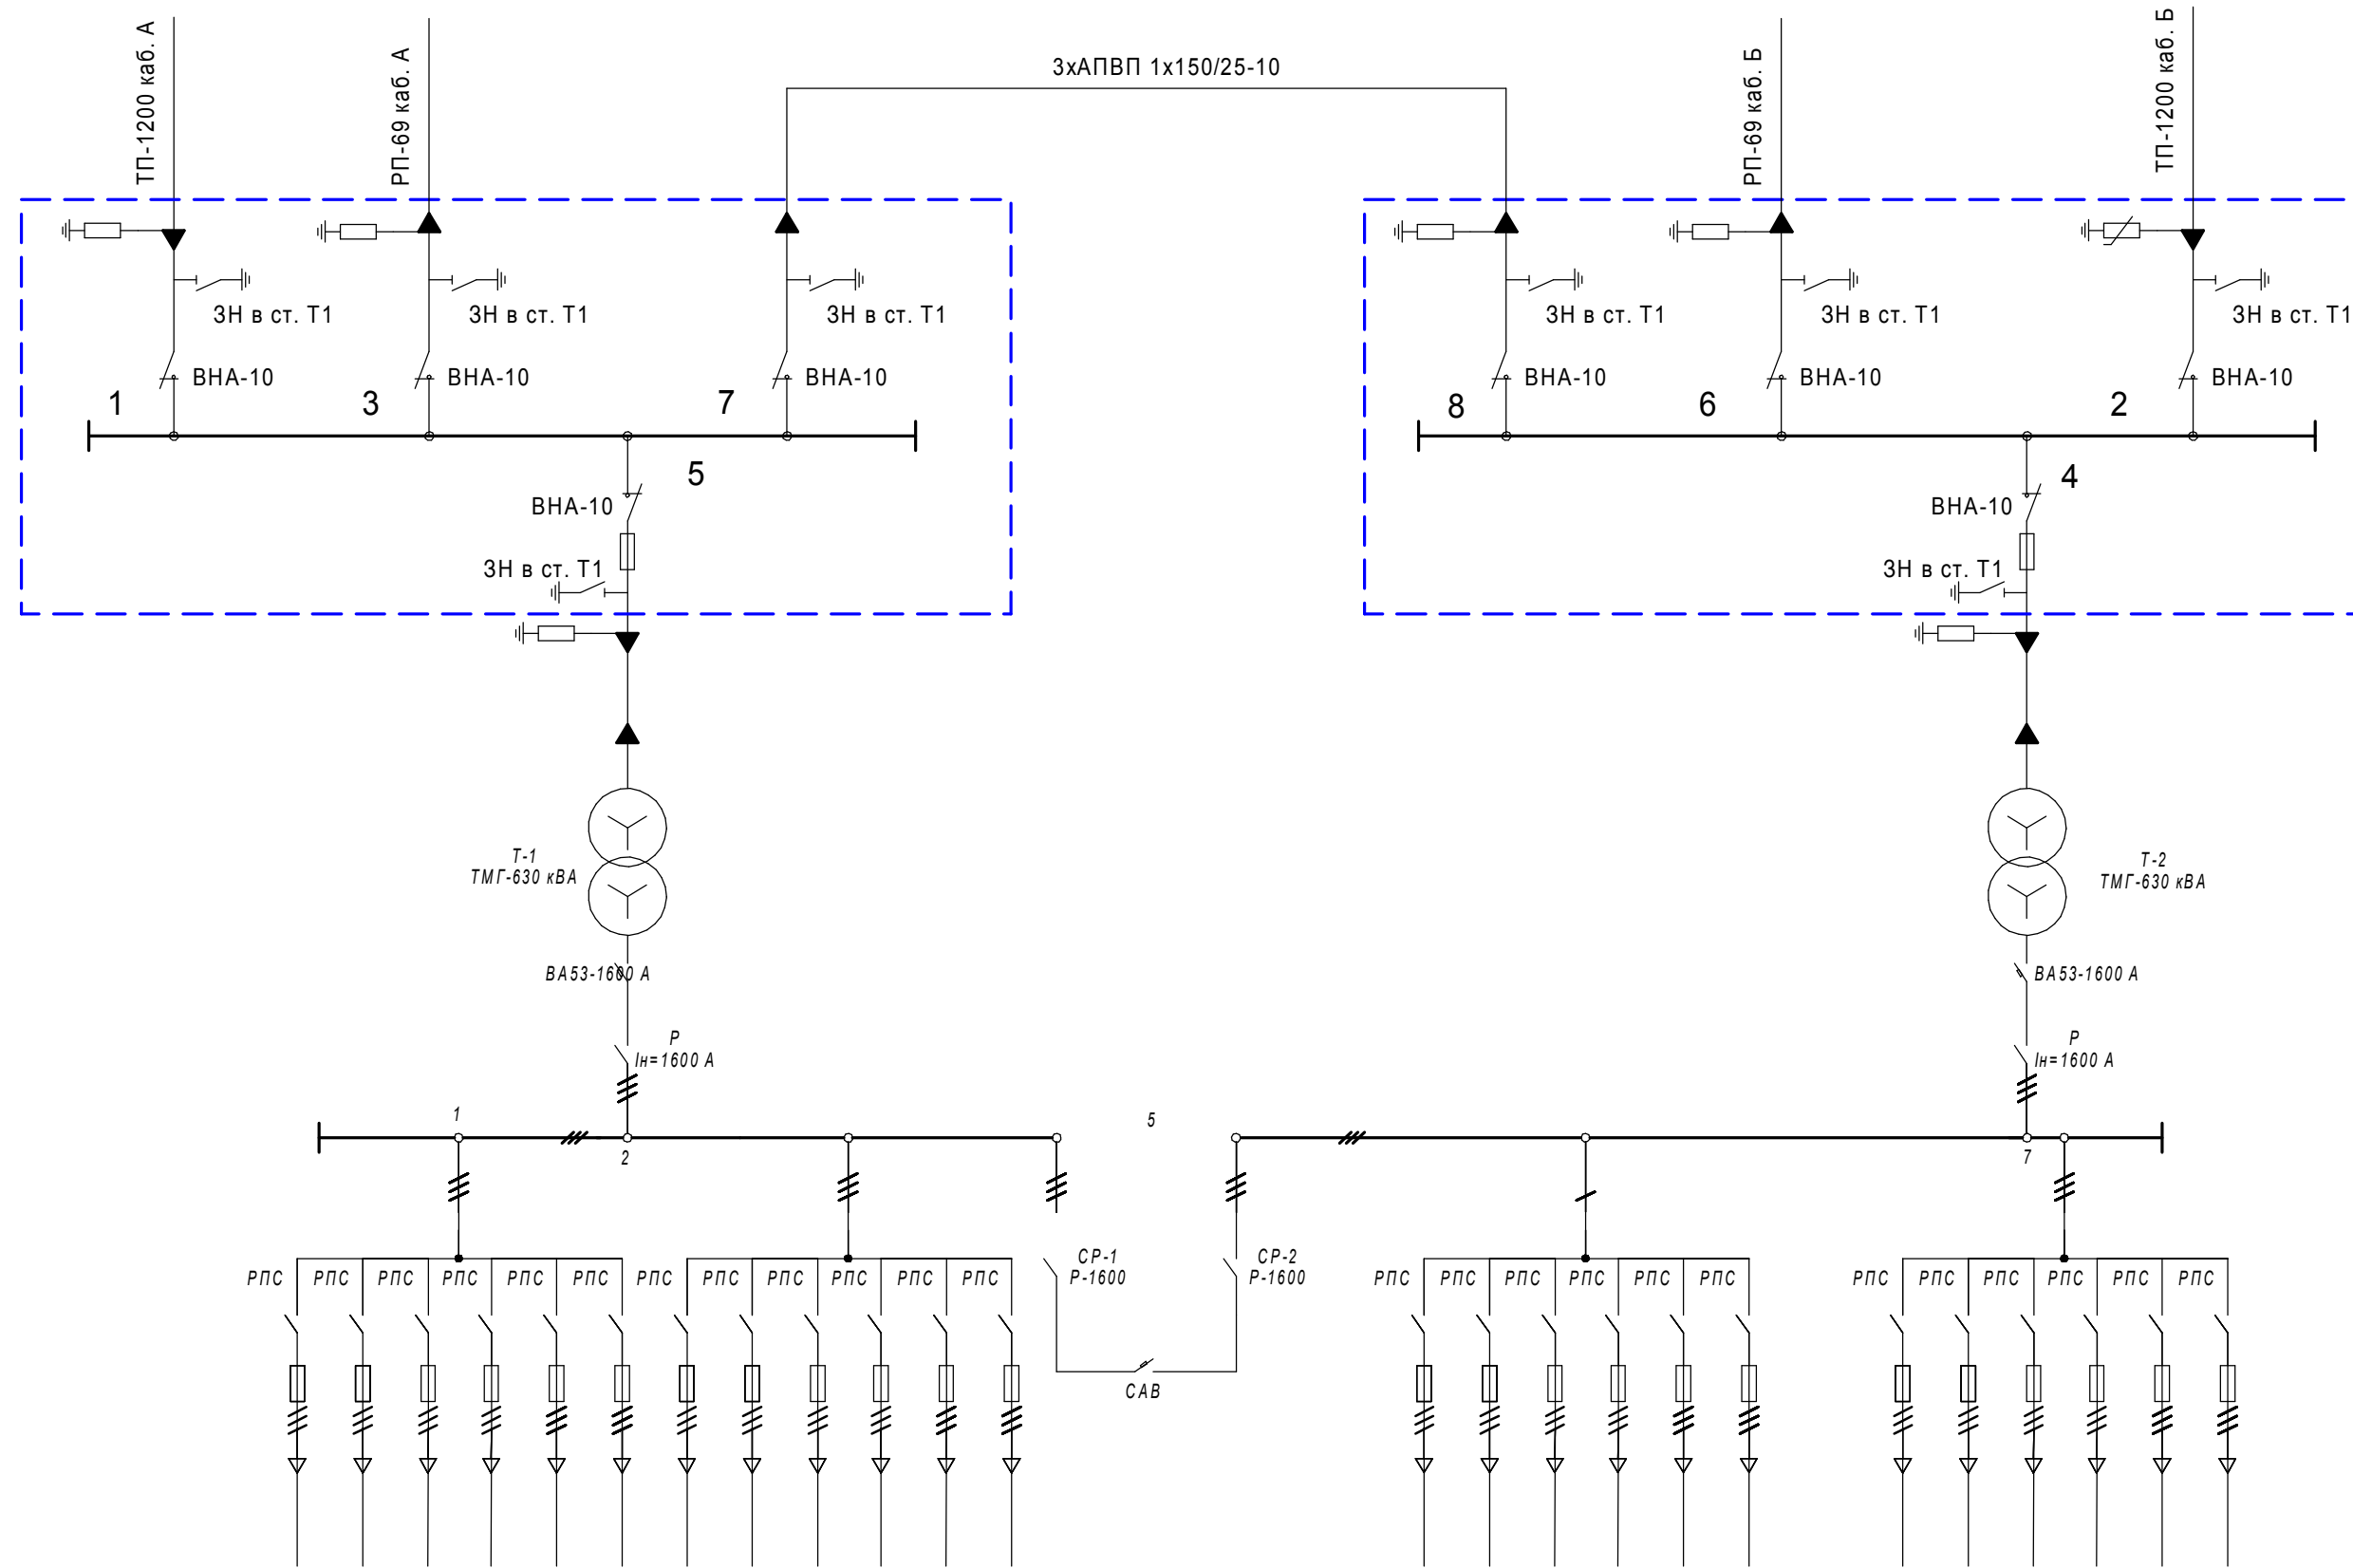 ТП-1200 каб. А
РП-69 каб. А
3хАПВП 1х150/25-10
РП-69 каб. Б
ТП-1200 каб. Б
ЗН в ст. Т1
ЗН в ст. Т1
ЗН в ст. Т1
ЗН в ст. Т1
ЗН в ст. Т1
ЗН в ст. Т1
ВНА-10
ВНА-10
ВНА-10
ВНА-10
ВНА-10
ВНА-10
1
3
7
8
6
2
5
4
ВНА-10
ВНА-10
ЗН в ст. Т1
ЗН в ст. Т1
Т-1
ТМГ-630 кВА
Т-2
ТМГ-630 кВА
ВА53-1600 А
ВА53-1600 А
Р
Iн=1600 А
Р
Iн=1600 А
1
5
2
7
РПС
РПС
РПС
РПС
РПС
РПС
РПС
РПС
РПС
РПС
РПС
РПС
СР-1
Р-1600
СР-2
Р-1600
РПС
РПС
РПС
РПС
РПС
РПС
РПС
РПС
РПС
РПС
РПС
РПС
САВ